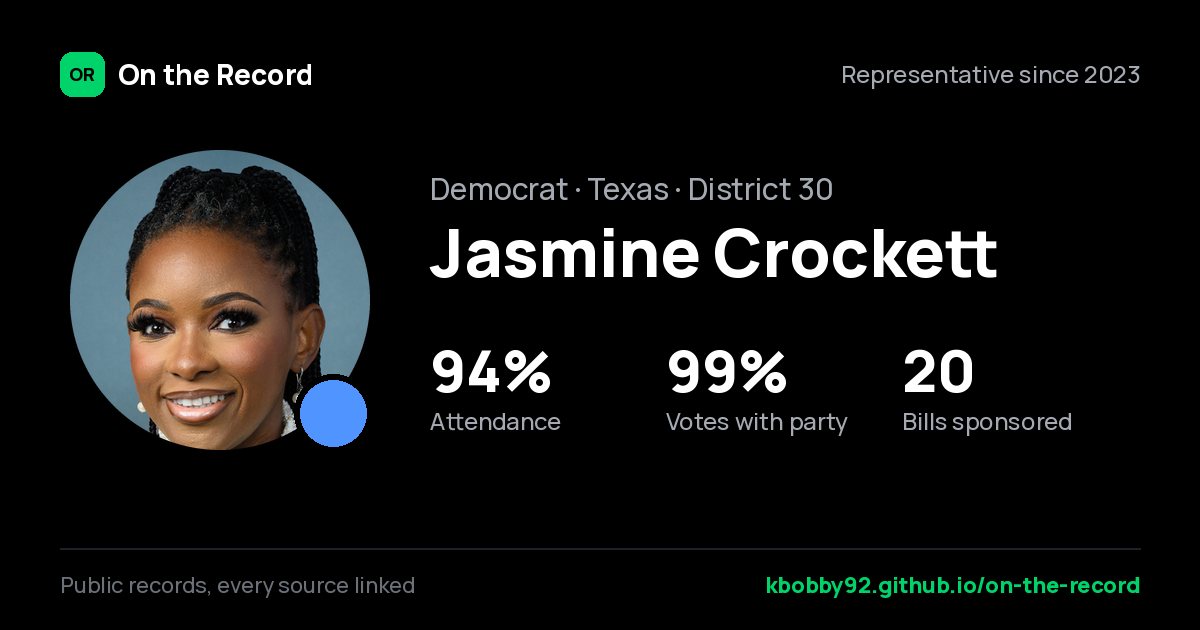 OR On the Record
Representative since 2023
Democrat · Texas · District 30
Jasmine Crockett
94% 99% 20
Attendance Votes with party Bills sponsored
Public records, every source linked
kbobby92.github.io/on-the-record